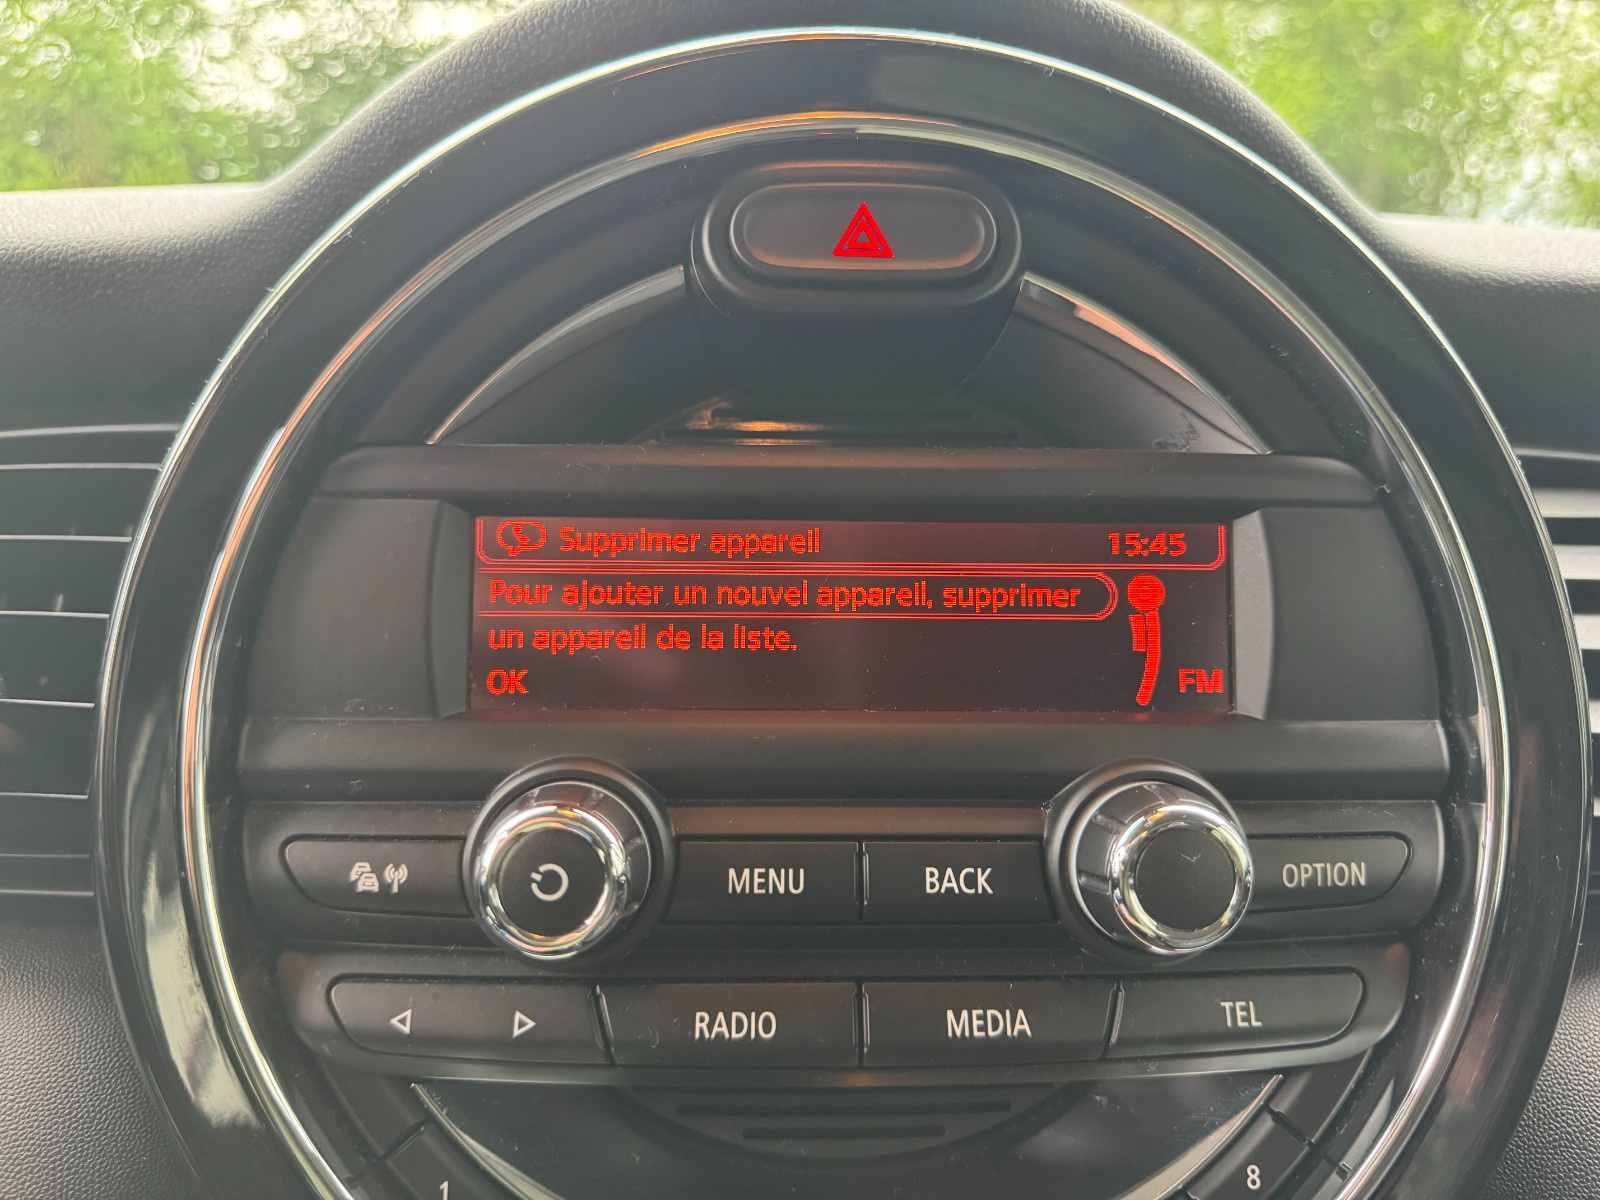 Supprimer appareil 15:45
Pour ajouter un nouvel appareil, supprimer
un appareil de la liste.
OK FM
MENU BACK OPTION
RADIO MEDIA TEL
1 8